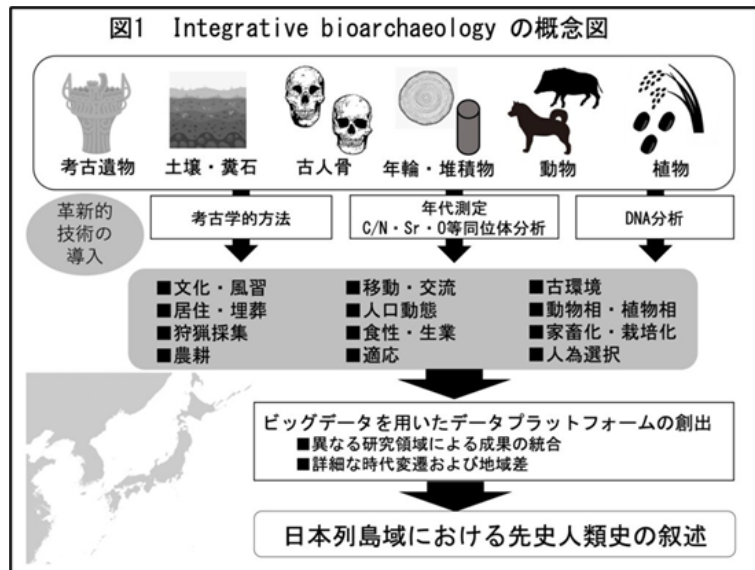 図1 Integrative bioarchaeology の概念図
考古遺物
土壌・糞石
古人骨
年輪・堆積物
動物
植物
革新的
技術の
導入
考古学的方法
年代測定
C/N・Sr・O等同位体分析
DNA分析
■文化・風習
■居住・埋葬
■狩猟採集
■農耕
■移動・交流
■人口動態
■食性・生業
■適応
■古環境
■動物相・植物相
■家畜化・栽培化
■人為選択
ビッグデータを用いたデータプラットフォームの創出
■異なる研究領域による成果の統合
■詳細な時代変遷および地域差
日本列島域における先史人類史の叙述